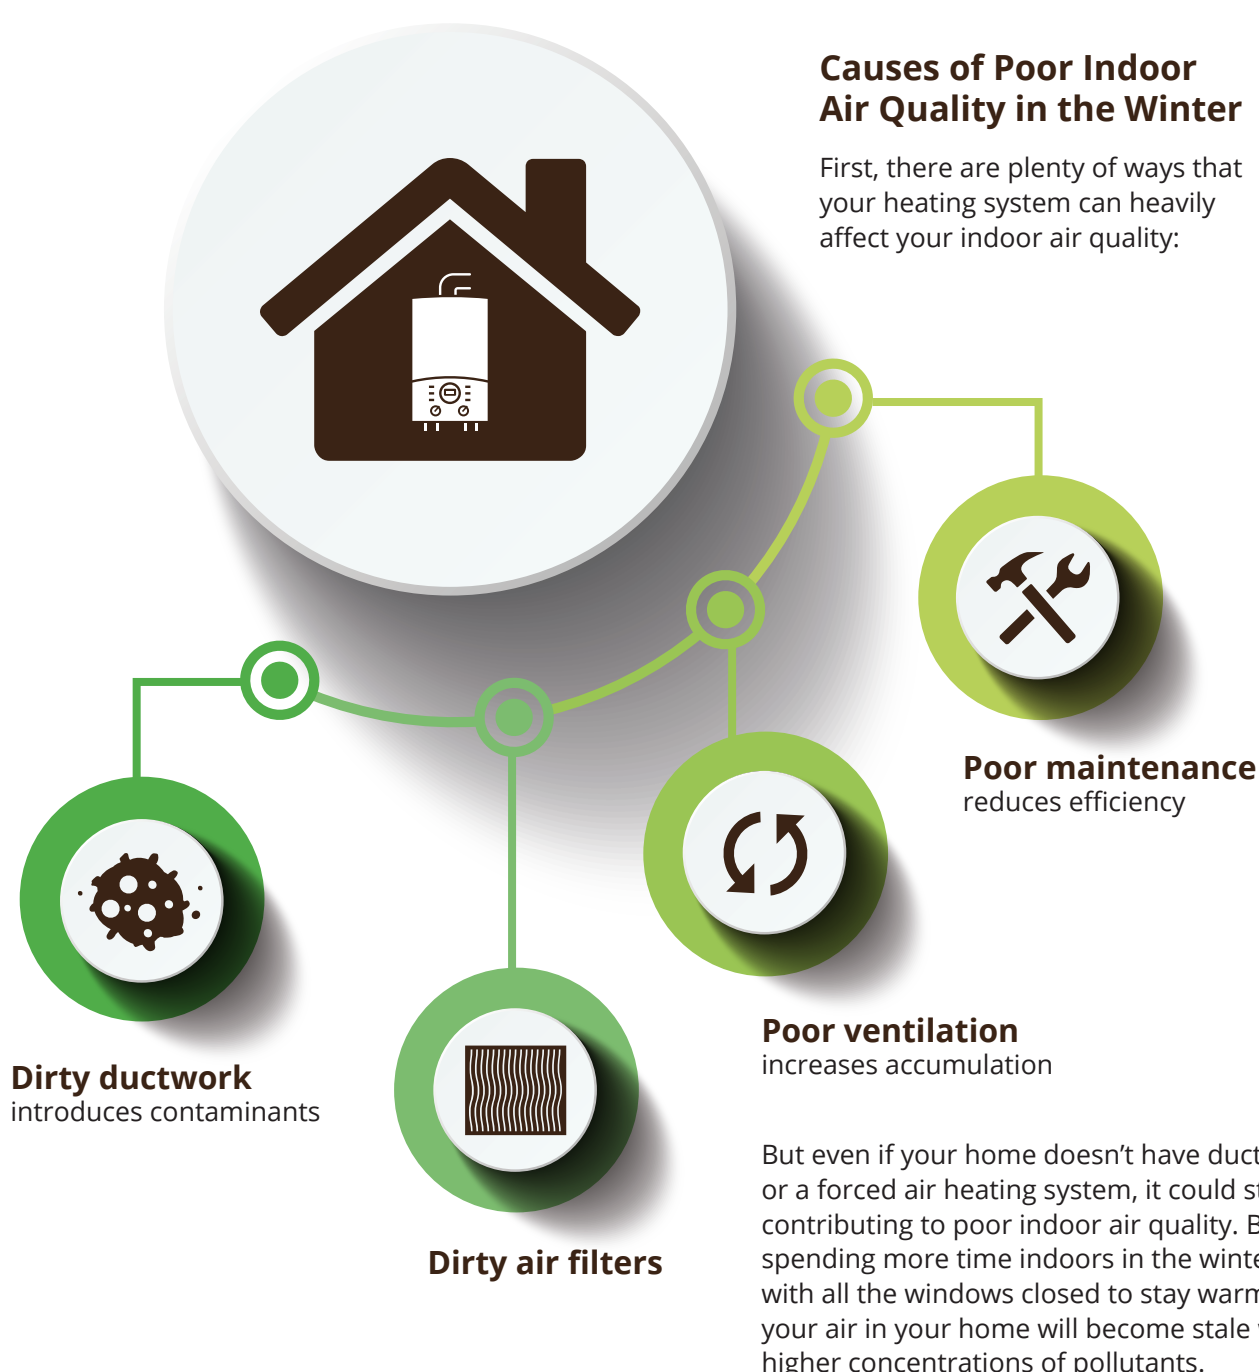 Causes of Poor Indoor
Air Quality in the Winter
First, there are plenty of ways that
your heating system can heavily
affect your indoor air quality:
Poor maintenance
reduces efficiency
Poor ventilation
increases accumulation
Dirty ductwork
introduces contaminants
Dirty air filters
But even if your home doesn’t have duct
or a forced air heating system, it could st
contributing to poor indoor air quality. B
spending more time indoors in the winte
with all the windows closed to stay warm
your air in your home will become stale
higher concentrations of pollutants.